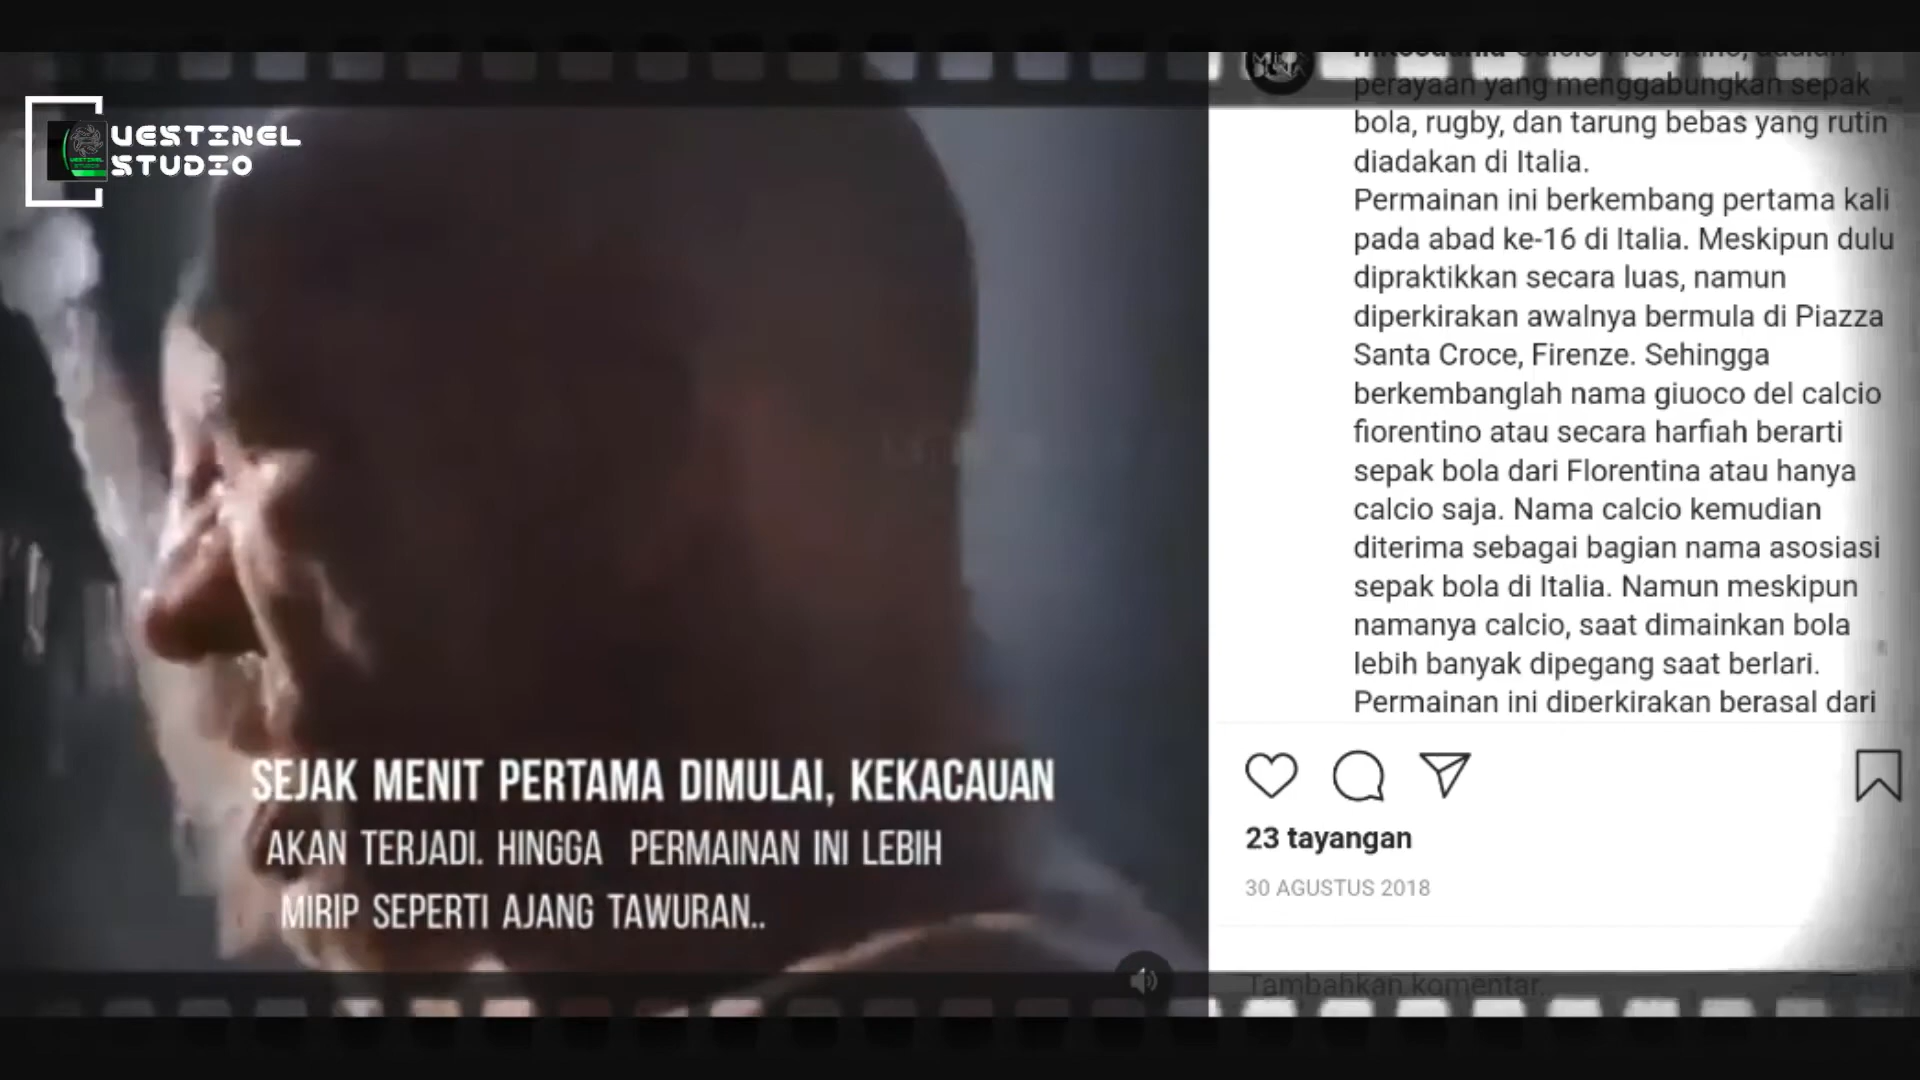 VESTINEL
STUDIO
SEJAK MENIT PERTAMA DIMULAI, KEKACAUAN
AKAN TERJADI. HINGGA PERMAINAN INI LEBIH
MIRIP SEPERTI AJANG TAWURAN..
perayaan yang menggabungkan sepak
bola, rugby, dan tarung bebas yang rutin
diadakan di Italia.
Permainan ini berkembang pertama kali
pada abad ke-16 di Italia. Meskipun dulu
dipraktikkan secara luas, namun
diperkirakan awalnya bermula di Piazza
Santa Croce, Firenze. Sehingga
berkembanglah nama giuoco del calcio
fiorentino atau secara harfiah berarti
sepak bola dari Florentina atau hanya
calcio saja. Nama calcio kemudian
diterima sebagai bagian nama asosiasi
sepak bola di Italia. Namun meskipun
namanya calcio, saat dimainkan bola
lebih banyak dipegang saat berlari.
Permainan ini diperkirakan berasal dari
23 tayangan
30 AGUSTUS 2018
Tambahkan komentar.